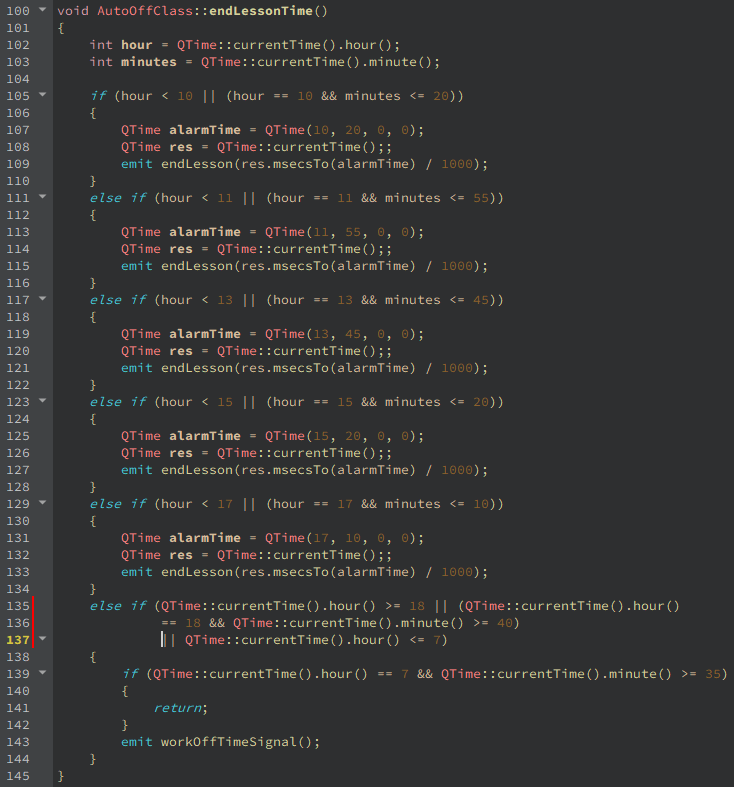 100 void AutoOffClass::endLessonTime()
101 {
102     int hour = QTime::currentTime().hour();
103     int minutes = QTime::currentTime().minute();
104
105     if (hour < 10 || (hour == 10 && minutes <= 20))
106     {
107         QTime alarmTime = QTime(10, 20, 0, 0);
108         QTime res = QTime::currentTime();;
109         emit endLesson(res.msecsTo(alarmTime) / 1000);
110     }
111     else if (hour < 11 || (hour == 11 && minutes <= 55))
112     {
113         QTime alarmTime = QTime(11, 55, 0, 0);
114         QTime res = QTime::currentTime();;
115         emit endLesson(res.msecsTo(alarmTime) / 1000);
116     }
117     else if (hour < 13 || (hour == 13 && minutes <= 45))
118     {
119         QTime alarmTime = QTime(13, 45, 0, 0);
120         QTime res = QTime::currentTime();;
121         emit endLesson(res.msecsTo(alarmTime) / 1000);
122     }
123     else if (hour < 15 || (hour == 15 && minutes <= 20))
124     {
125         QTime alarmTime = QTime(15, 20, 0, 0);
126         QTime res = QTime::currentTime();;
127         emit endLesson(res.msecsTo(alarmTime) / 1000);
128     }
129     else if (hour < 17 || (hour == 17 && minutes <= 10))
130     {
131         QTime alarmTime = QTime(17, 10, 0, 0);
132         QTime res = QTime::currentTime();;
133         emit endLesson(res.msecsTo(alarmTime) / 1000);
134     }
135     else if (QTime::currentTime().hour() >= 18 || (QTime::currentTime().hour()
136              == 18 && QTime::currentTime().minute() >= 40)
137              || QTime::currentTime().hour() <= 7)
138     {
139         if (QTime::currentTime().hour() == 7 && QTime::currentTime().minute() >= 35)
140         {
141             return;
142         }
143         emit workOffTimeSignal();
144     }
145 }